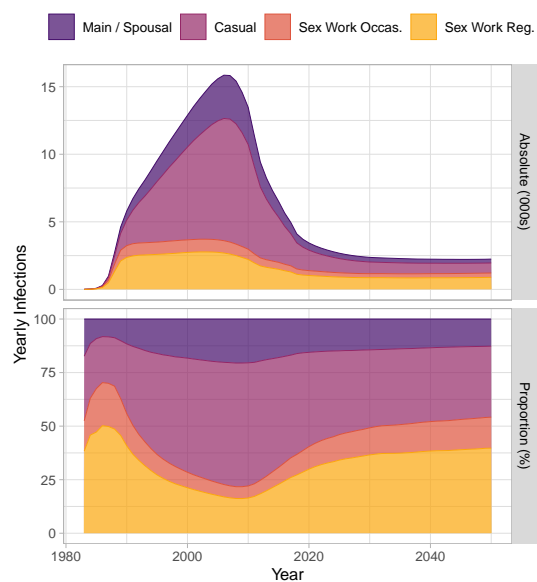 Main / Spousal Casual Sex Work Occas. Sex Work Reg.
Yearly Infections
15
10
5
0
Absolute ('000s)
100
75
50
25
0
Proportion (%)
1980 2000 2020 2040
Year